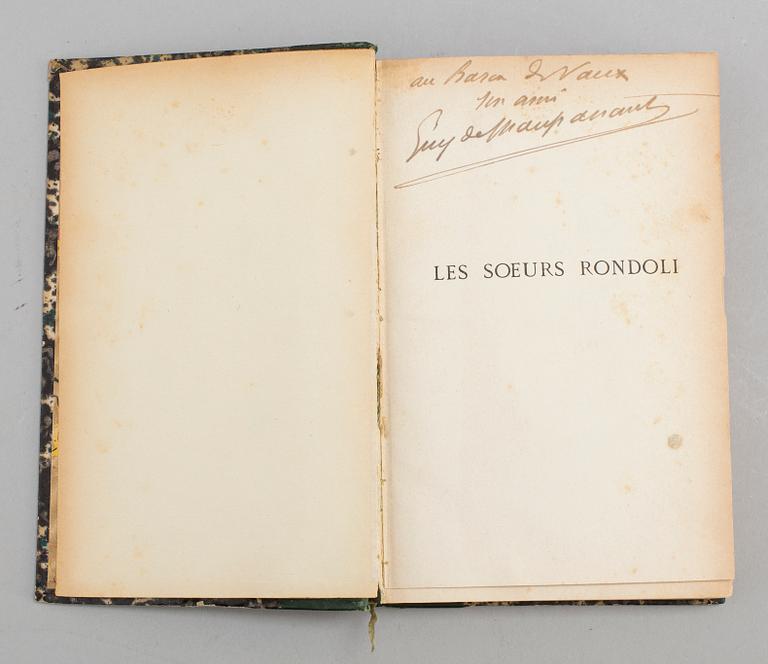 au Baron de Vaux
son ami
Guy de Maupassant
LES SOEURS RONDOLI